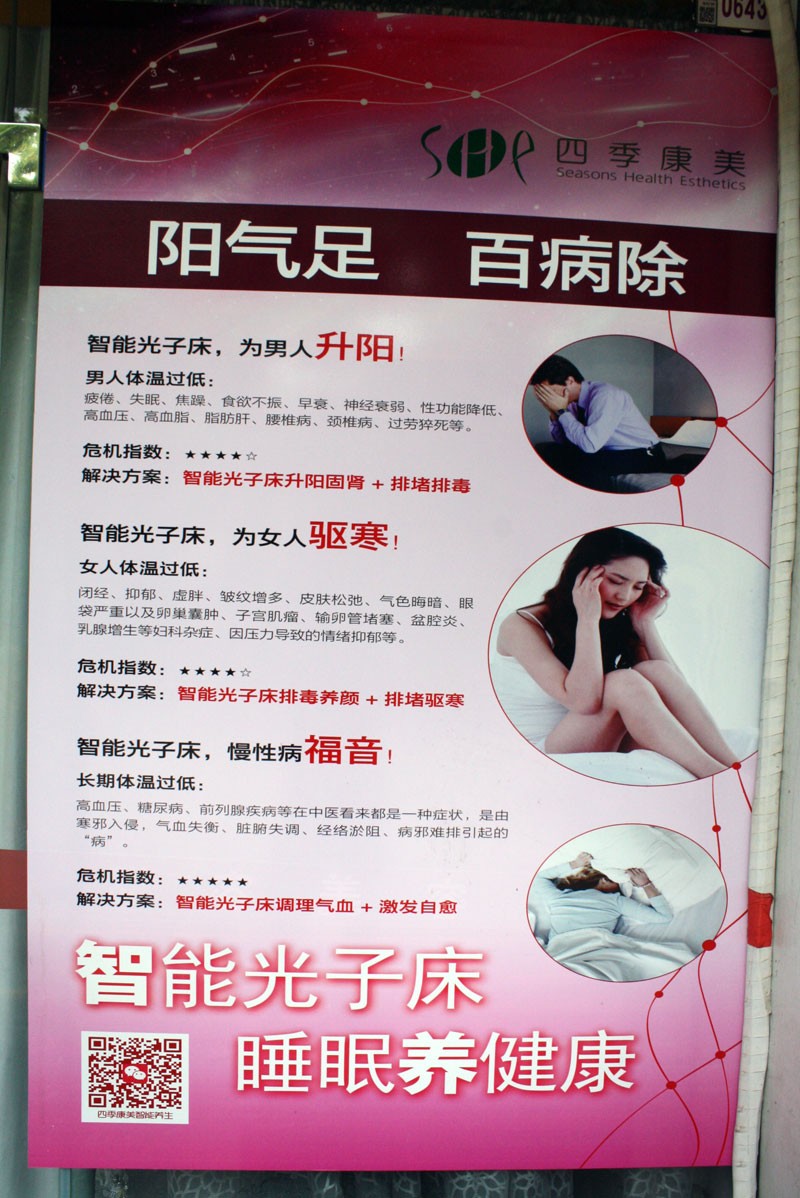 0643
2
3
4
5
6
SHE 四季康美
Seasons Health Esthetics
阳气足 百病除
智能光子床，为男人升阳！
男人体温过低：
疲倦、失眠、焦躁、食欲不振、早衰、神经衰弱、性功能降低、
高血压、高血脂、脂肪肝、腰椎病、颈椎病、过劳猝死等。
危机指数：★★★★☆
解决方案：智能光子床升阳固肾 + 排堵排毒
智能光子床，为女人驱寒！
女人体温过低：
闭经、抑郁、虚胖、皱纹增多、皮肤松弛、气色晦暗、眼
袋严重以及卵巢囊肿、子宫肌瘤、输卵管堵塞、盆腔炎、
乳腺增生等妇科杂症、因压力导致的情绪抑郁等。
危机指数：★★★★☆
解决方案：智能光子床排毒养颜 + 排堵驱寒
智能光子床，慢性病福音！
长期体温过低：
高血压、糖尿病、前列腺疾病等在中医看来都是一种症状，是由
寒邪入侵，气血失衡、脏腑失调、经络淤阻、病邪难排引起的
“病”。
危机指数：★★★★★
解决方案：智能光子床调理气血 + 激发自愈
智能光子床
睡眠养健康
四季康美智能养生